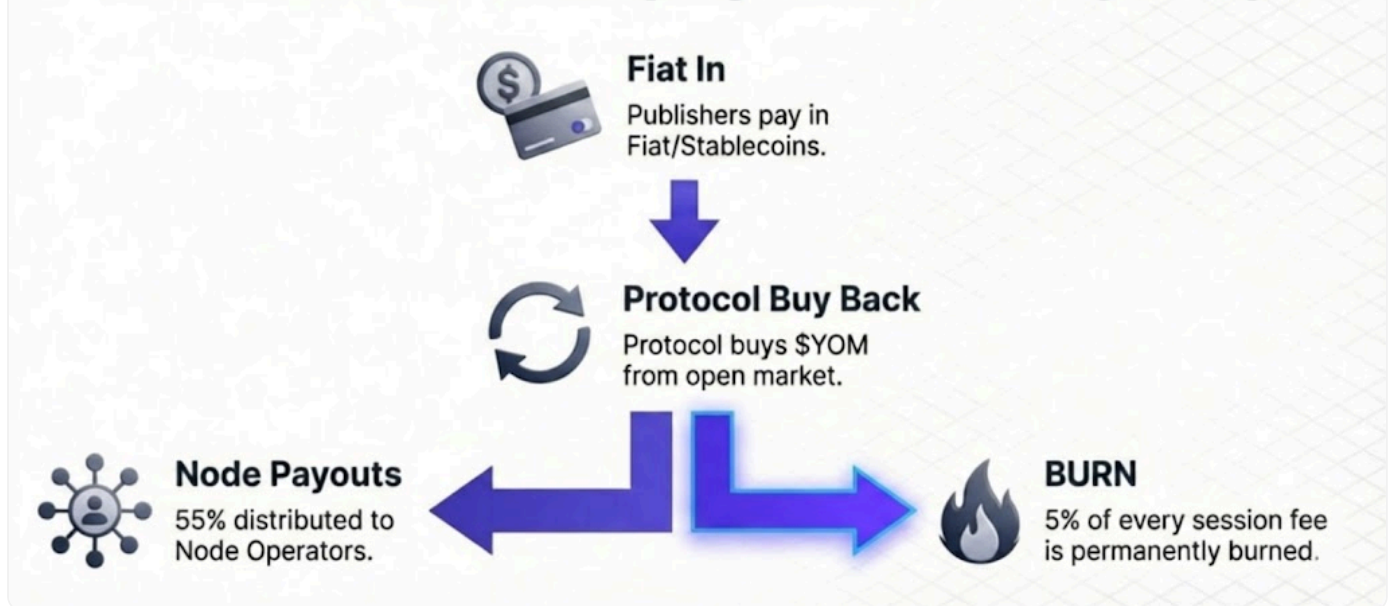 Fiat In
Publishers pay in
Fiat/Stablecoins.
Protocol Buy Back
Protocol buys $YOM
from open market.
Node Payouts
55% distributed to
Node Operators.
BURN
5% of every session fee
is permanently burned.